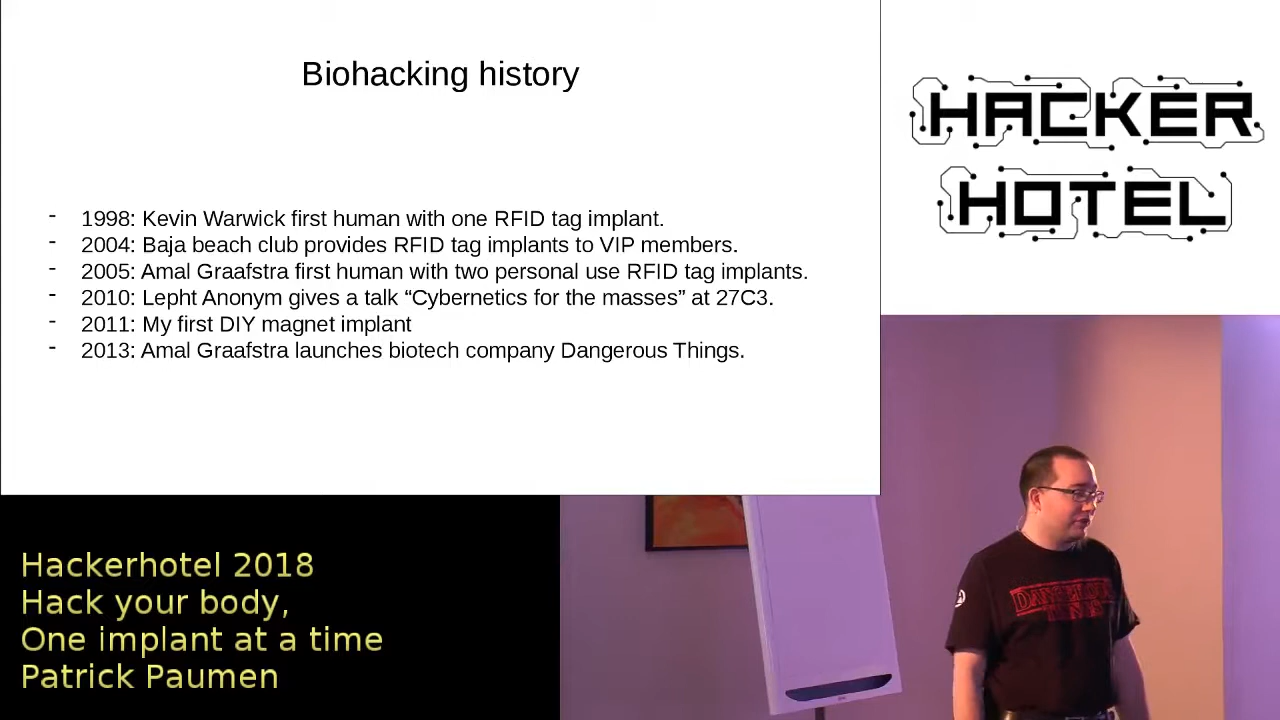 Biohacking history
- 1998: Kevin Warwick first human with one RFID tag implant.
- 2004: Baja beach club provides RFID tag implants to VIP members.
- 2005: Amal Graafstra first human with two personal use RFID tag implants.
- 2010: Lepht Anonym gives a talk “Cybernetics for the masses” at 27C3.
- 2011: My first DIY magnet implant
- 2013: Amal Graafstra launches biotech company Dangerous Things.
HACKER
HOTEL
DANGEROUS
THINGS
Hackerhotel 2018
Hack your body,
One implant at a time
Patrick Paumen